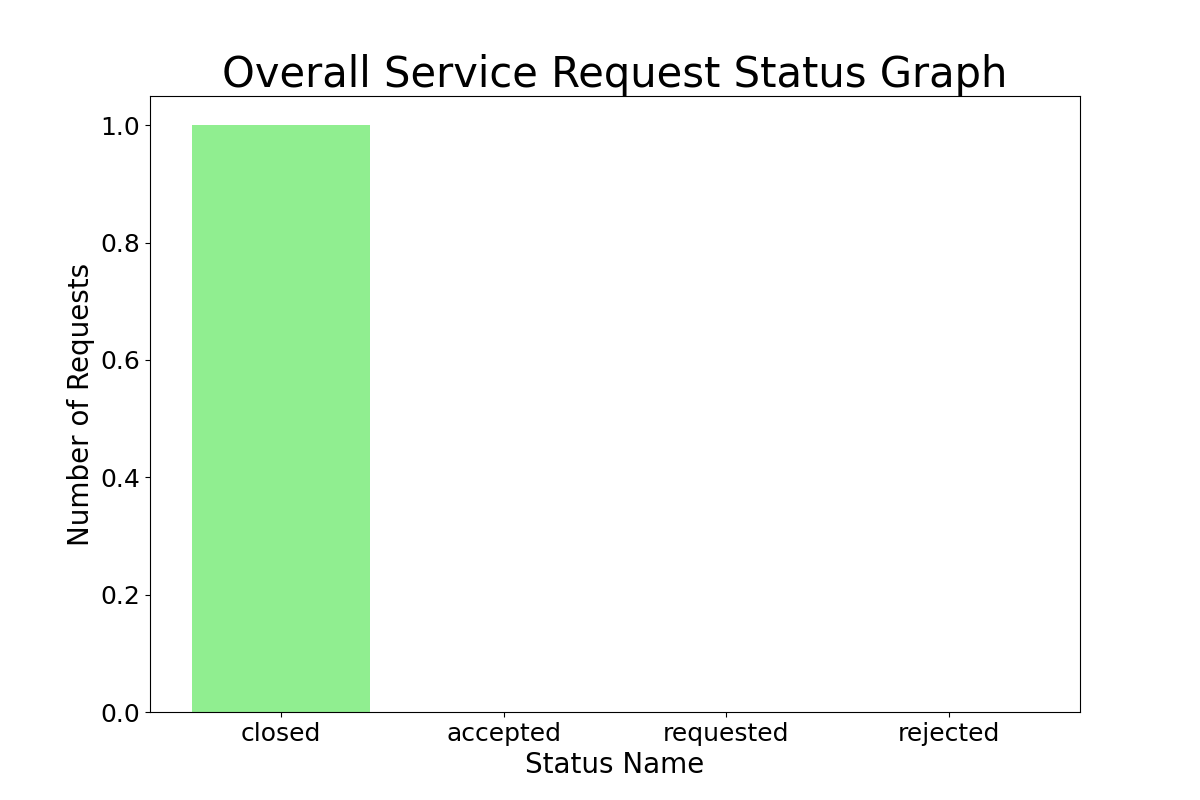 Overall Service Request Status Graph
1.0
0.8
0.6
0.4
0.2
0.0
Number of Requests
closed accepted requested rejected
Status Name